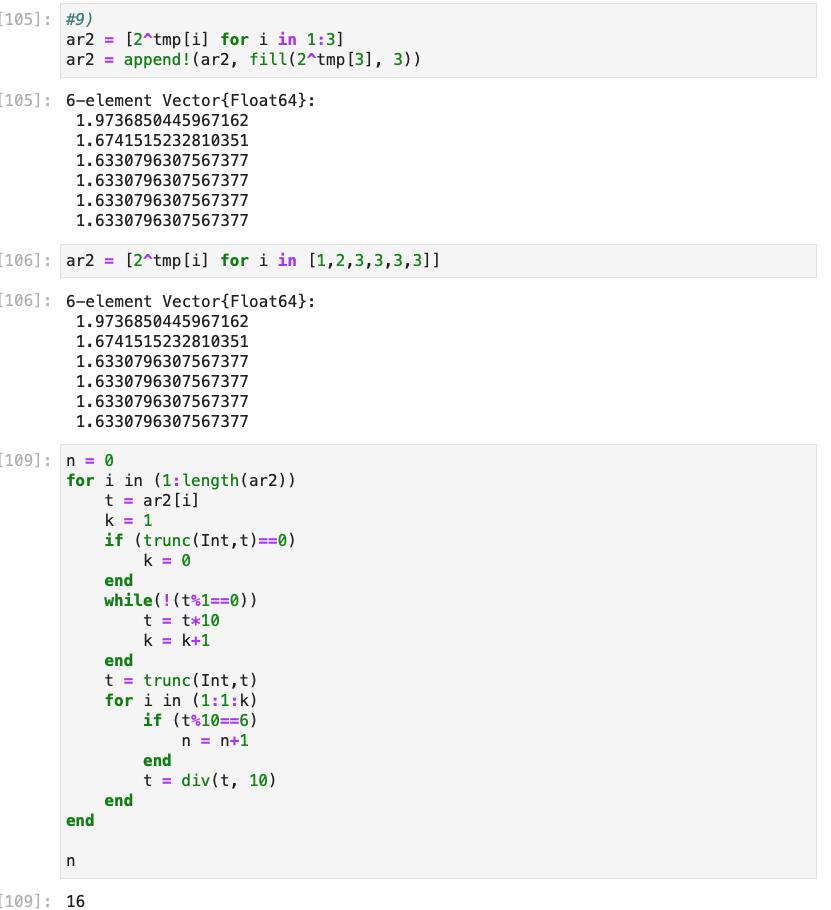 [105]: #9)
ar2 = [2^tmp[i] for i in 1:3]
ar2 = append!(ar2, fill(2^tmp[3], 3))
[105]: 6-element Vector{Float64}:
1.9736850445967162
1.6741515232810351
1.6330796307567377
1.6330796307567377
1.6330796307567377
1.6330796307567377
[106]: ar2 = [2^tmp[i] for i in [1,2,3,3,3,3]]
[106]: 6-element Vector{Float64}:
1.9736850445967162
1.6741515232810351
1.6330796307567377
1.6330796307567377
1.6330796307567377
1.6330796307567377
[109]: n = 0
for i in (1:length(ar2))
    t = ar2[i]
    k = 1
    if (trunc(Int,t)==0)
        k = 0
    end
    while(!(t%1==0))
        t = t*10
        k = k+1
    end
    t = trunc(Int,t)
    for i in (1:1:k)
        if (t%10==6)
            n = n+1
        end
        t = div(t, 10)
    end
end
n
[109]: 16